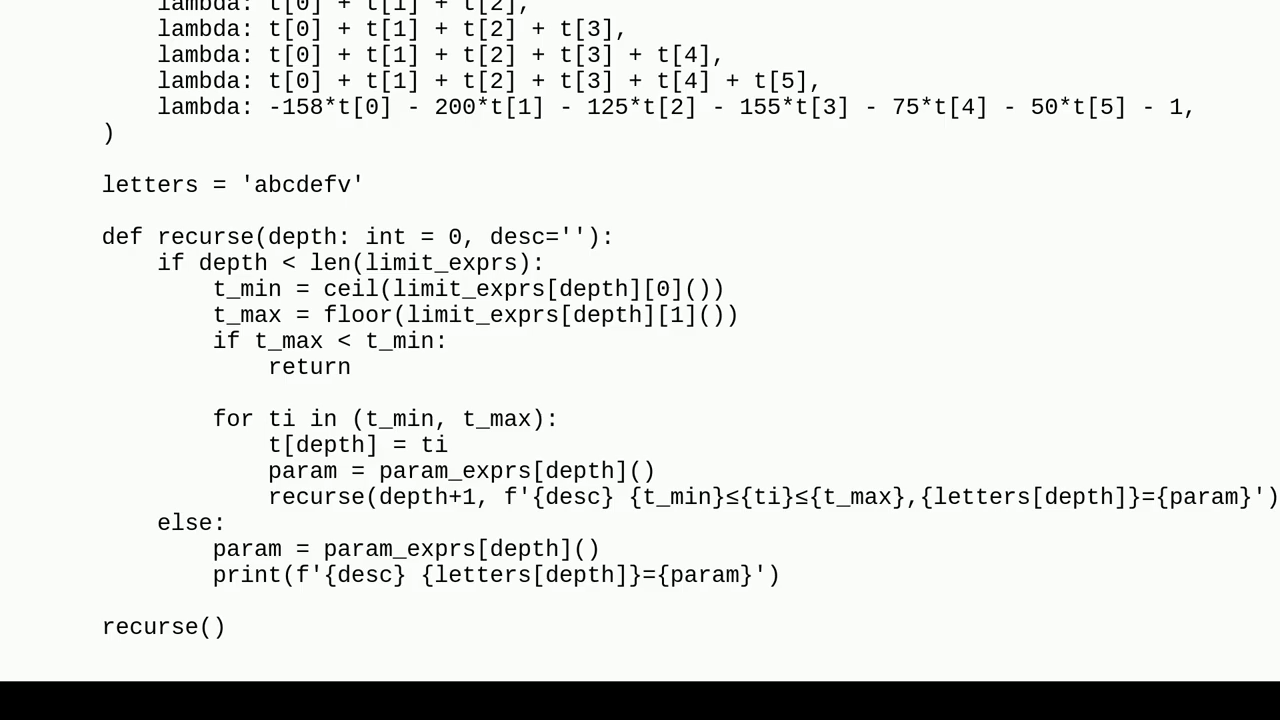 lambda: t[0] + t[1] + t[2],
lambda: t[0] + t[1] + t[2] + t[3],
lambda: t[0] + t[1] + t[2] + t[3] + t[4],
lambda: t[0] + t[1] + t[2] + t[3] + t[4] + t[5],
lambda: -158*t[0] - 200*t[1] - 125*t[2] - 155*t[3] - 75*t[4] - 50*t[5] - 1,
)
letters = 'abcdefv'
def recurse(depth: int = 0, desc=''):
if depth < len(limit_exprs):
t_min = ceil(limit_exprs[depth][0]())
t_max = floor(limit_exprs[depth][1]())
if t_max < t_min:
return
for ti in (t_min, t_max):
t[depth] = ti
param = param_exprs[depth]()
recurse(depth+1, f'{desc} {t_min}≤{ti}≤{t_max},{letters[depth]}={param}')
else:
param = param_exprs[depth]()
print(f'{desc} {letters[depth]}={param}')
recurse()